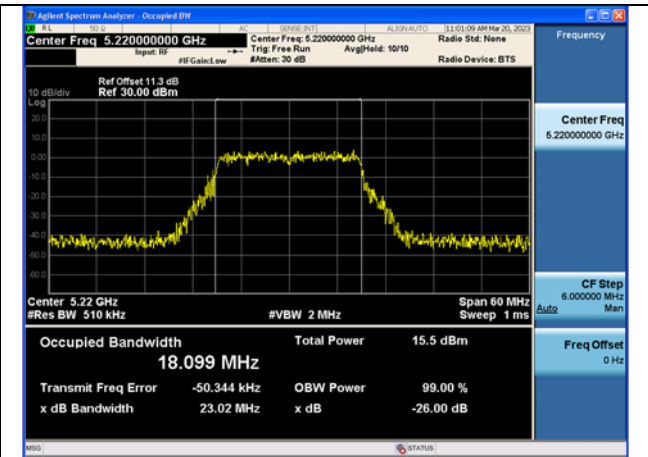 Agilent Spectrum Analyzer - Occupied BW
RL 50 Ω AC SENSE:INT ALIGNAUTO 11:01:09 AM Mar 20, 2023
Center Freq 5.220000000 GHz
Input: RF
#IFGain:Low
Center Freq: 5.220000000 GHz
Trig: Free Run Avg|Hold: 10/10
#Atten: 30 dB
Radio Std: None
Radio Device: BTS
Frequency
Ref Offset 11.3 dB
10 dB/div Ref 30.00 dBm
Log
20.0
10.0
0.00
-10.0
-20.0
-30.0
-40.0
-50.0
-60.0
Center Freq
5.220000000 GHz
Center 5.22 GHz Span 60 MHz
#Res BW 510 kHz #VBW 2 MHz Sweep 1 ms
CF Step
6.000000 MHz
Auto Man
Occupied Bandwidth Total Power 15.5 dBm
18.099 MHz
Freq Offset
0 Hz
Transmit Freq Error -50.344 kHz OBW Power 99.00 %
x dB Bandwidth 23.02 MHz x dB -26.00 dB
MSG STATUS